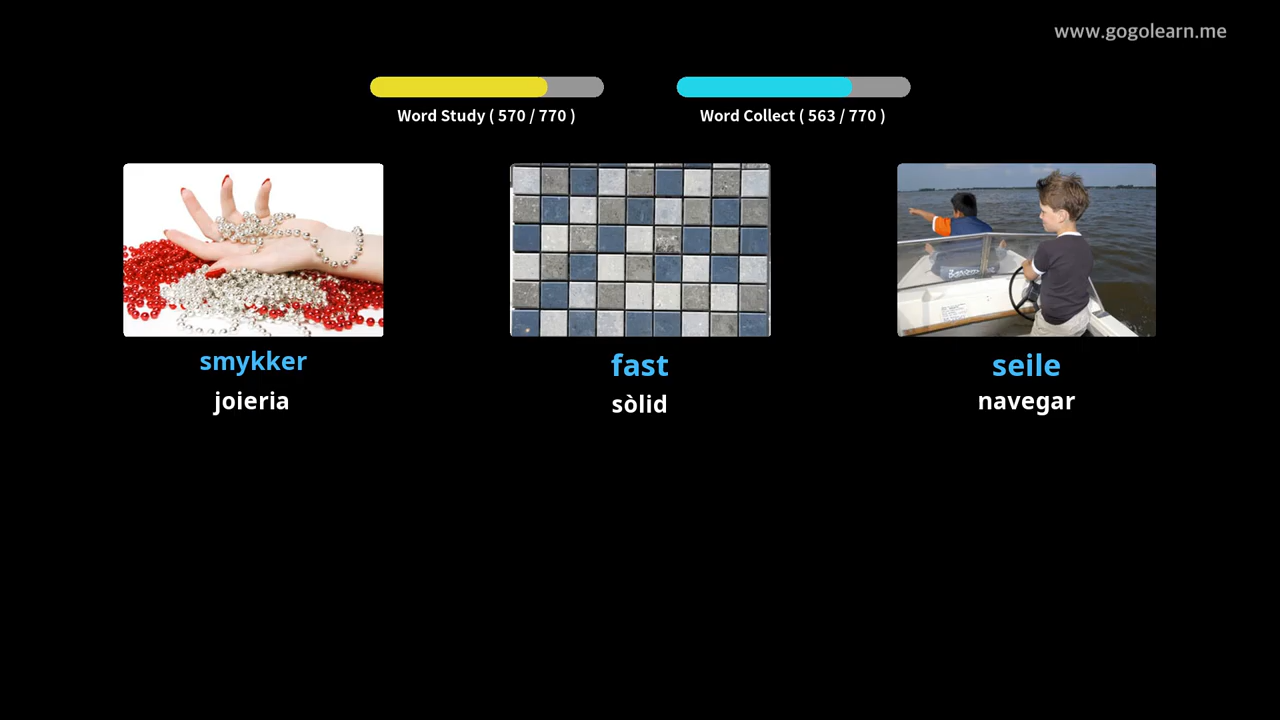 www.gogolearn.me
Word Study ( 570 / 770 )
Word Collect ( 563 / 770 )
smykker
fast
seile
joieria
sòlid
navegar